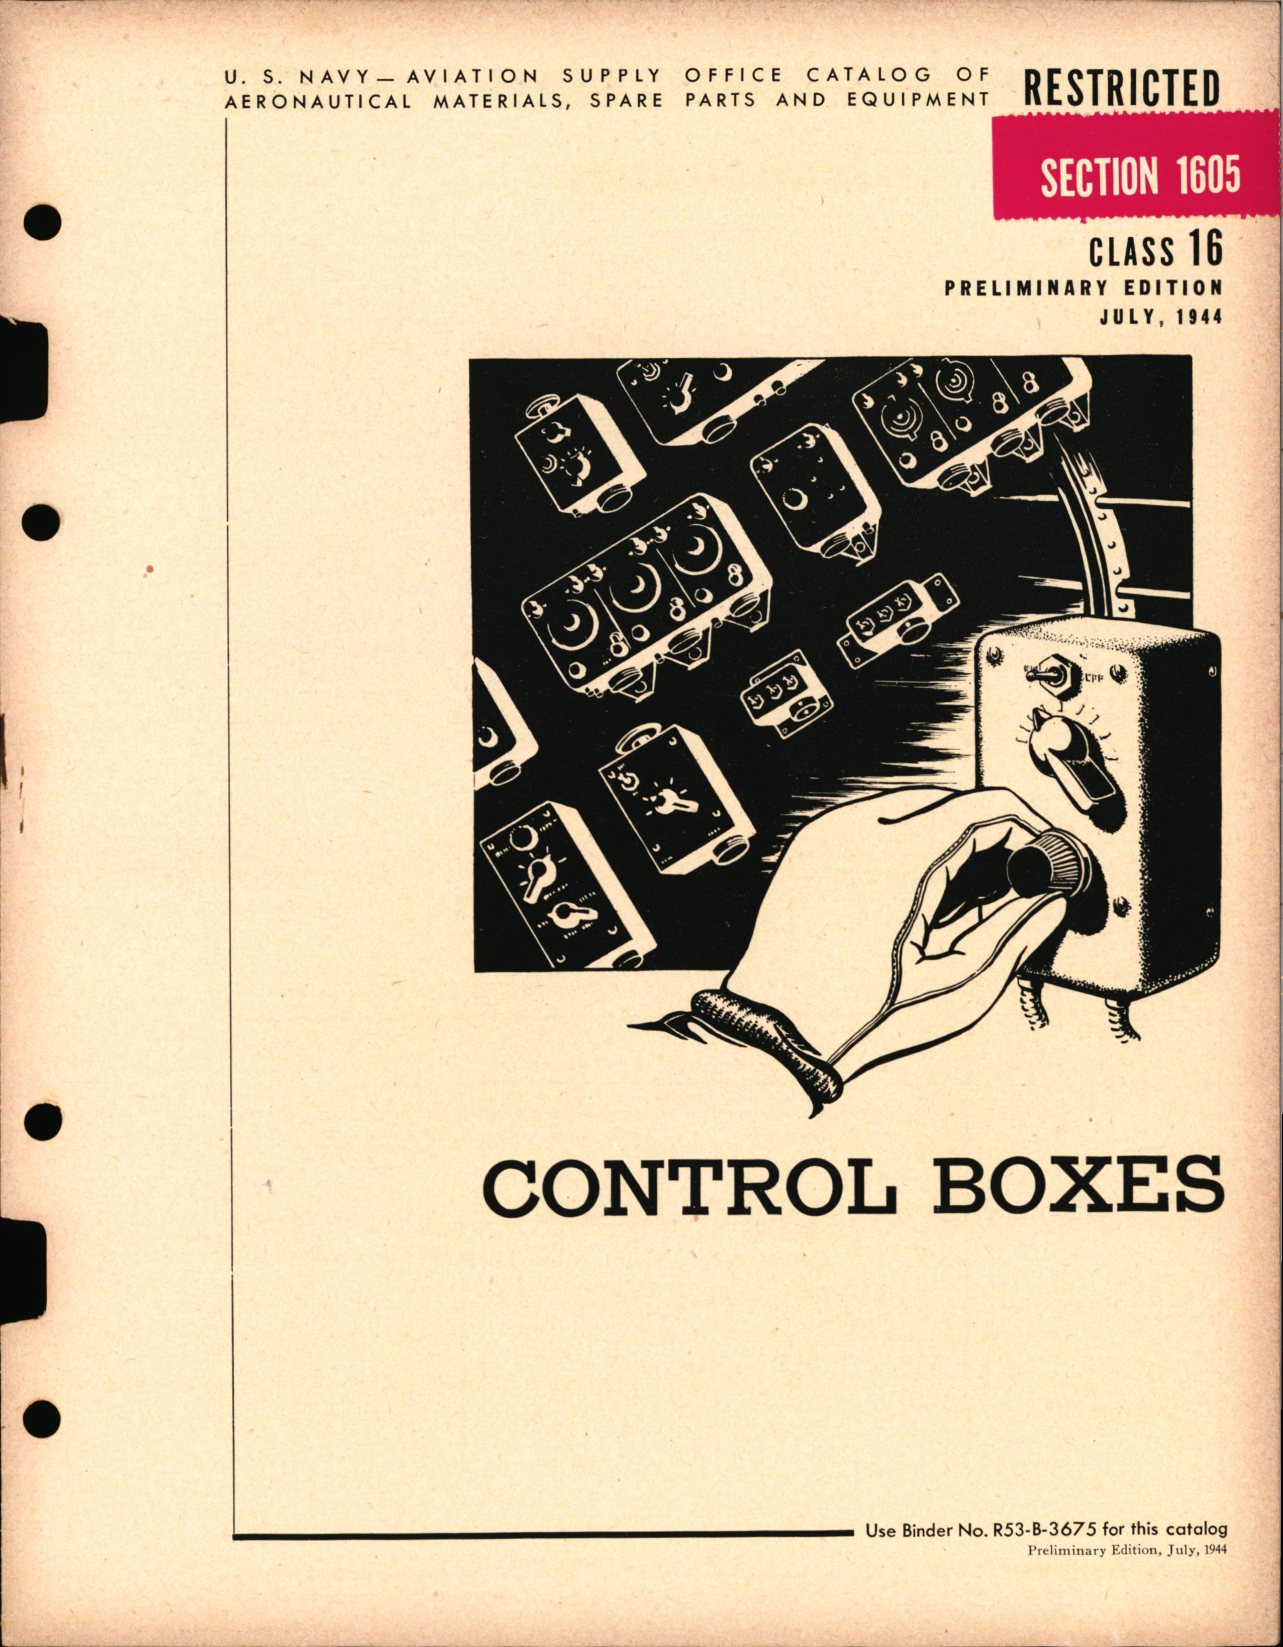 U. S. NAVY — AVIATION SUPPLY OFFICE CATALOG OF
AERONAUTICAL MATERIALS, SPARE PARTS AND EQUIPMENT
RESTRICTED
SECTION 1605
CLASS 16
PRELIMINARY EDITION
JULY, 1944
OFF
CONTROL BOXES
Use Binder No. R53-B-3675 for this catalog
Preliminary Edition, July, 1944